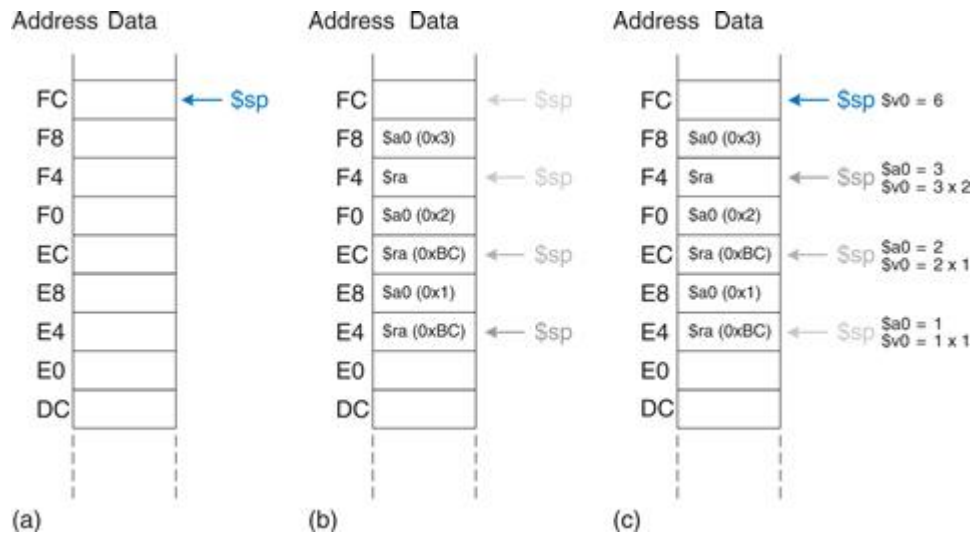 Address Data
FC
$sp
F8
F4
F0
EC
E8
E4
E0
DC
(a)
Address Data
FC
$sp
F8 $a0 (0x3)
F4 $ra
$sp
F0 $a0 (0x2)
EC $ra (0xBC)
$sp
E8 $a0 (0x1)
E4 $ra (0xBC)
$sp
E0
DC
(b)
Address Data
FC
$sp $v0 = 6
F8 $a0 (0x3)
F4 $ra
$sp $a0 = 3
$v0 = 3 x 2
F0 $a0 (0x2)
EC $ra (0xBC)
$sp $a0 = 2
$v0 = 2 x 1
E8 $a0 (0x1)
E4 $ra (0xBC)
$sp $a0 = 1
$v0 = 1 x 1
E0
DC
(c)